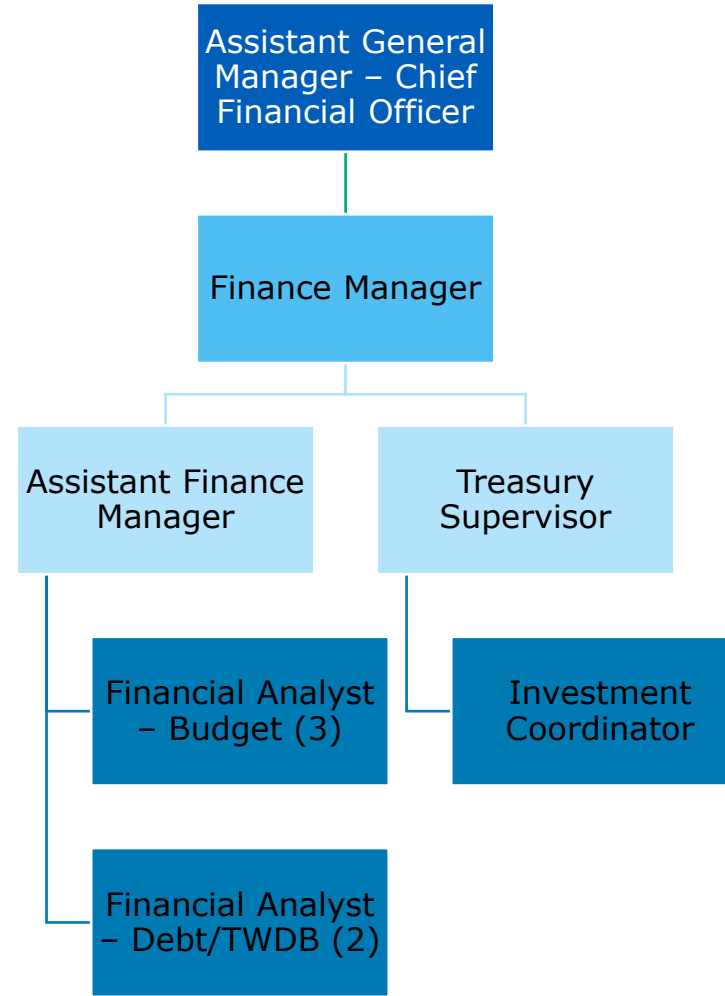 Assistant General
Manager – Chief
Financial Officer
Finance Manager
Assistant Finance
Manager
Treasury
Supervisor
Financial Analyst
– Budget (3)
Investment
Coordinator
Financial Analyst
– Debt/TWDB (2)